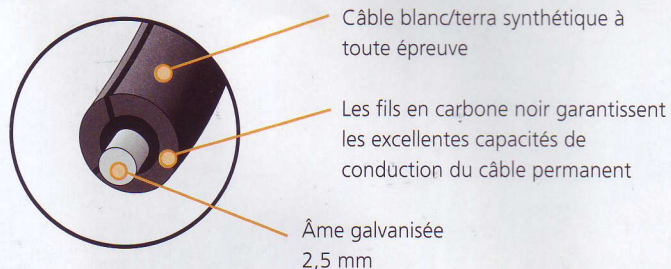 Câble blanc/terra synthétique à
toute épreuve
Les fils en carbone noir garantissent
les excellentes capacités de
conduction du câble permanent
Âme galvanisée
2,5 mm